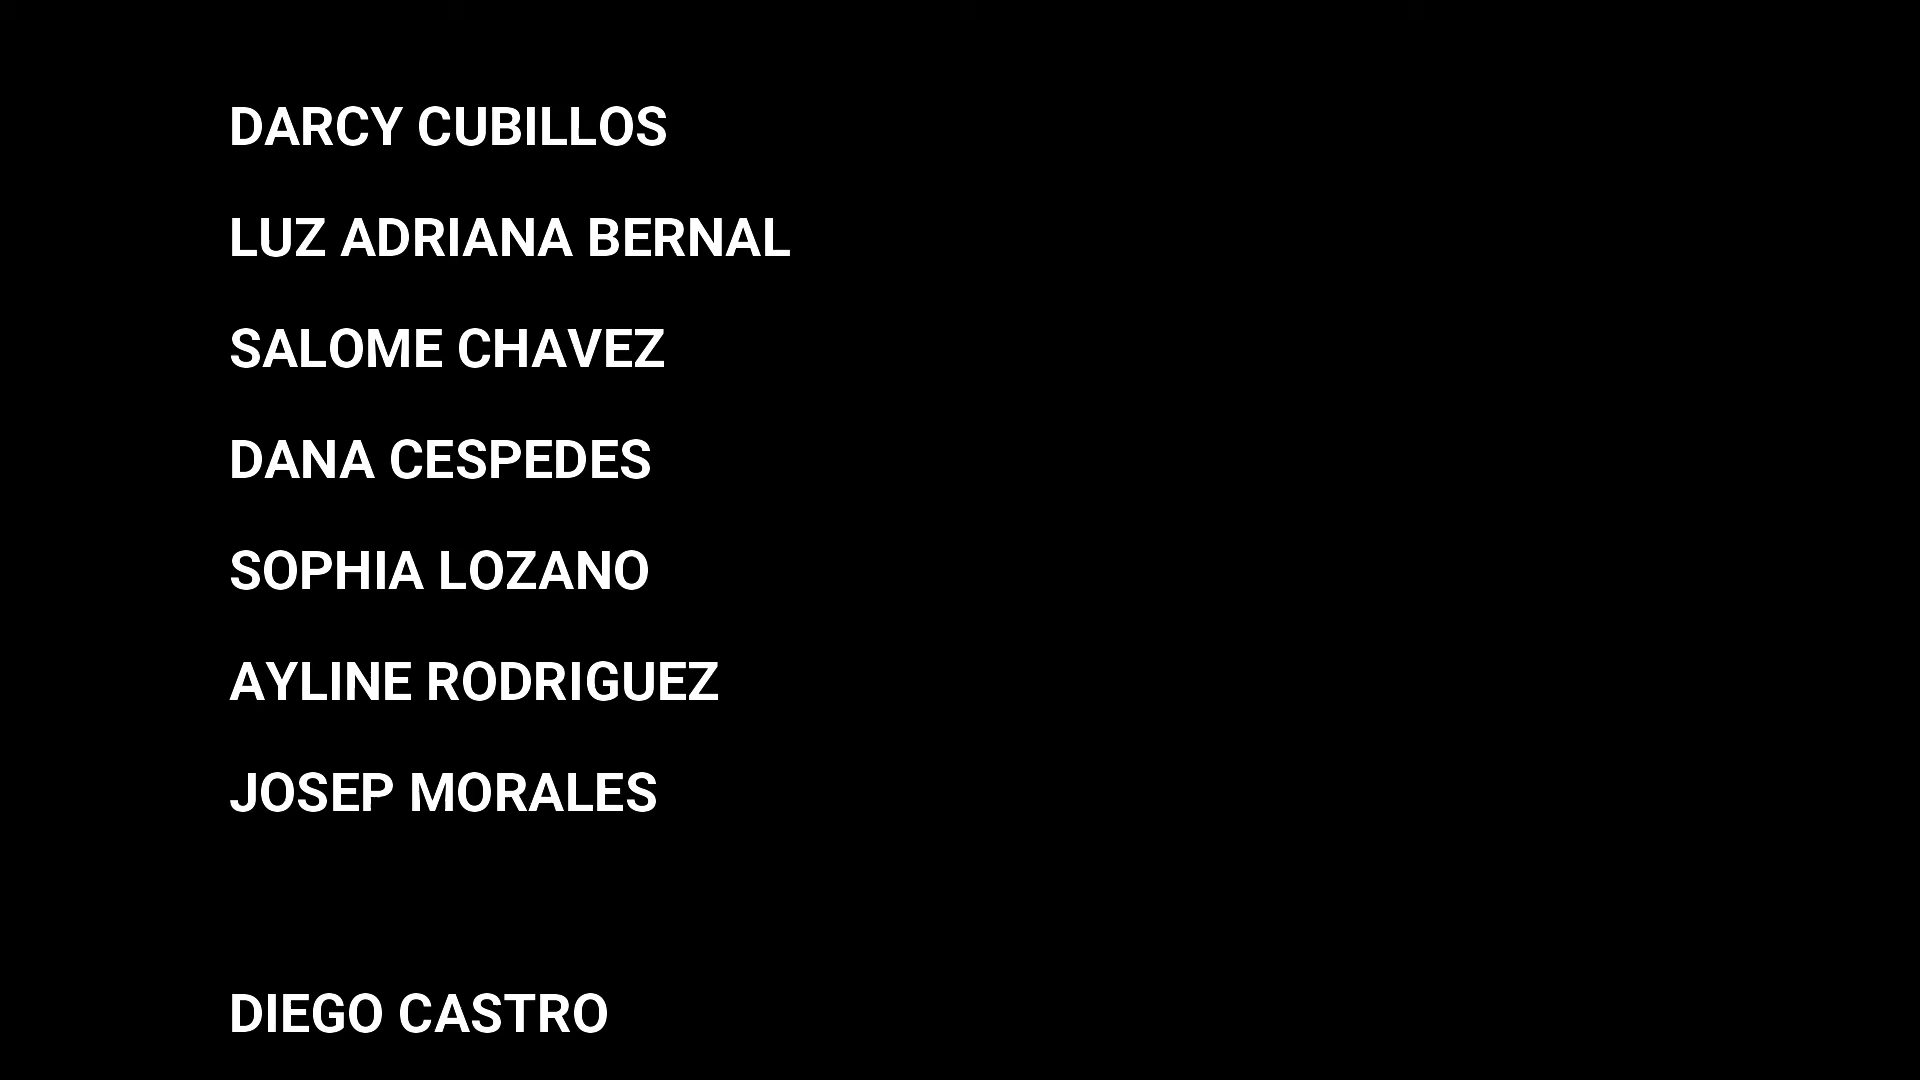 DARCY CUBILLOS
LUZ ADRIANA BERNAL
SALOME CHAVEZ
DANA CESPEDES
SOPHIA LOZANO
AYLINE RODRIGUEZ
JOSEP MORALES
DIEGO CASTRO